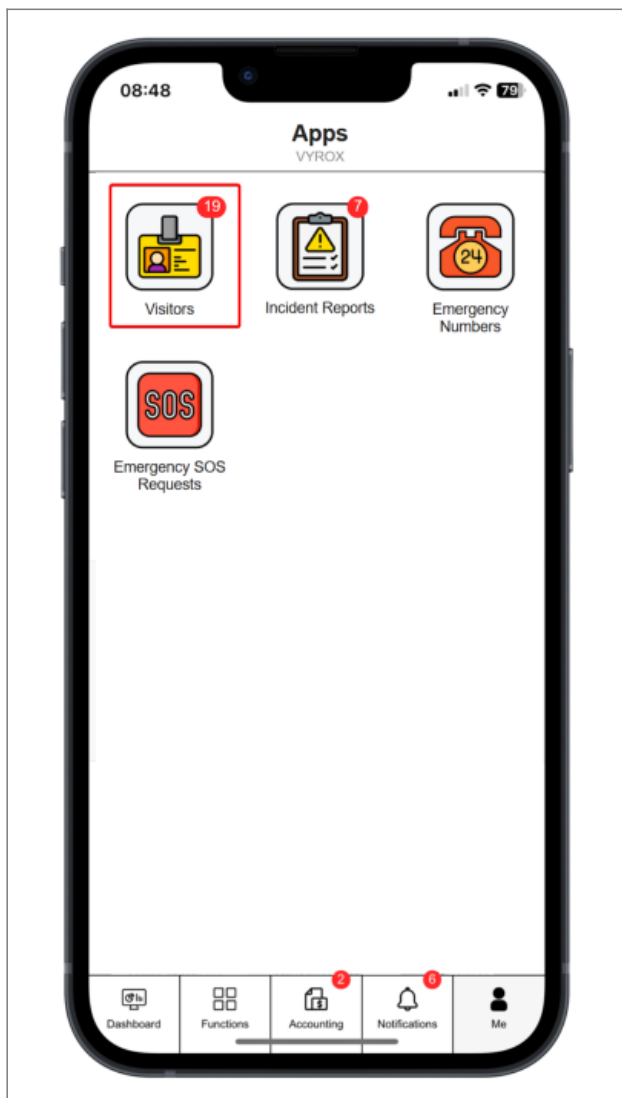 08:48
79
Apps
VYROX
19
7
24
Visitors
Incident Reports
Emergency
Numbers
SOS
Emergency SOS
Requests
2
6
Dashboard
Functions
Accounting
Notifications
Me